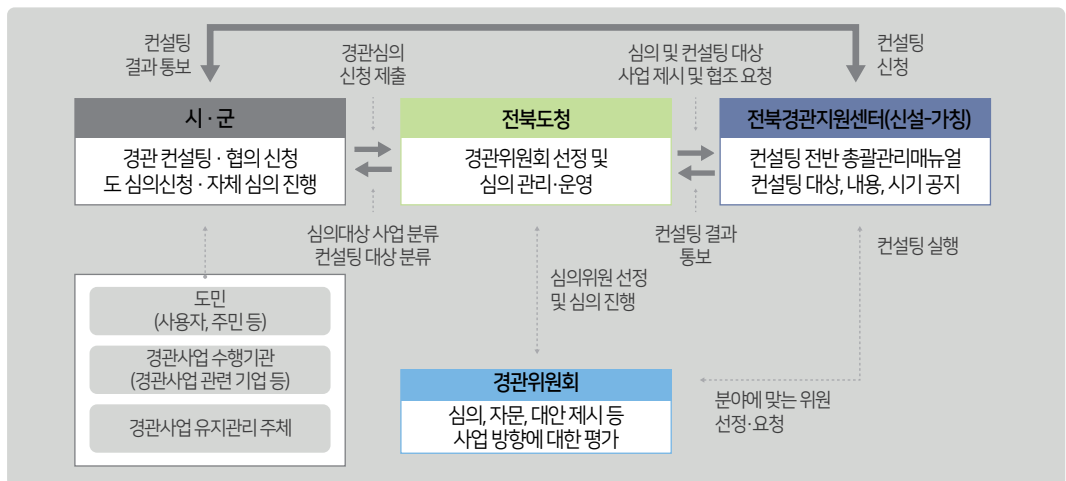 컨설팅
결과 통보
경관심의
신청 제출
심의 및 컨설팅 대상
사업 제시 및 협조 요청
컨설팅
신청
시·군
경관 컨설팅·협의 신청
도 심의신청·자체 심의 진행
전북도청
경관위원회 선정 및
심의 관리·운영
전북경관지원센터(신설-가칭)
컨설팅 전반 총괄관리매뉴얼
컨설팅 대상, 내용, 시기 공지
심의대상 사업 분류
컨설팅 대상 분류
컨설팅 결과
통보
컨설팅 실행
심의위원 선정
및 심의 진행
도민
(사용자, 주민 등)
경관사업 수행기관
(경관사업 관련 기업 등)
경관사업 유지관리 주체
경관위원회
심의, 자문, 대안 제시 등
사업 방향에 대한 평가
분야에 맞는 위원
선정·요청